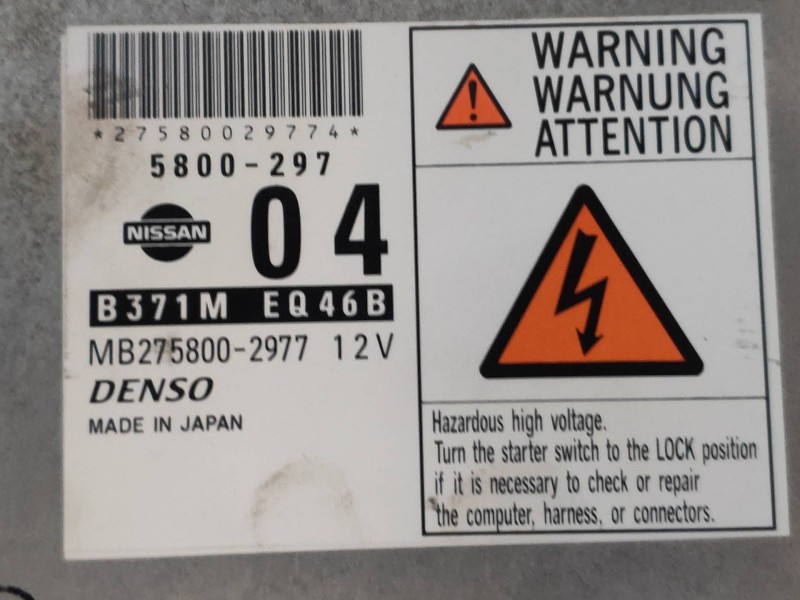 *27580029774*
5800-297
NISSAN
04
B371M EQ46B
MB275800-2977 12V
DENSO
MADE IN JAPAN
WARNING
WARNUNG
ATTENTION
Hazardous high voltage.
Turn the starter switch to the LOCK position
if it is necessary to check or repair
the computer, harness, or connectors.